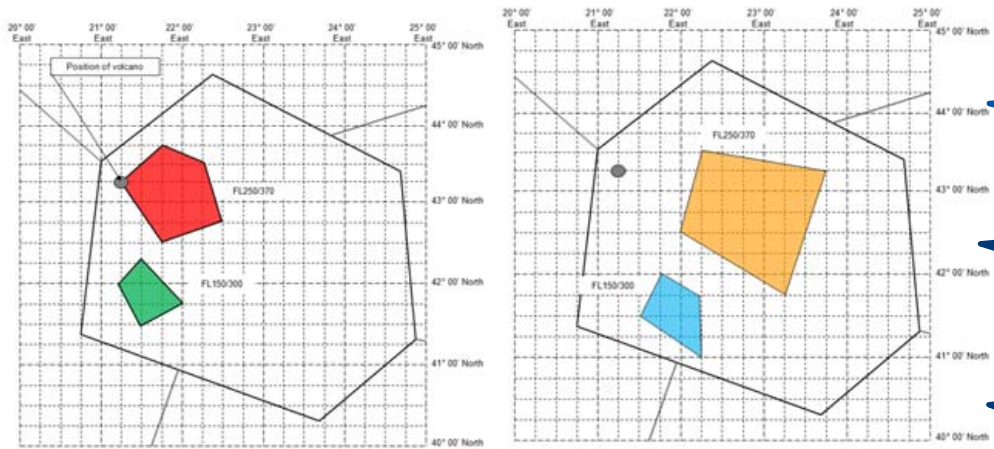 20° 00' East
21° 00' East
22° 00' East
23° 00' East
24° 00' East
25° 00' East
45° 00' North
Position of volcano
44° 00' North
FL250/370
43° 00' North
FL150/300
42° 00' North
41° 00' North
40° 00' North
20° 00' East
21° 00' East
22° 00' East
23° 00' East
24° 00' East
25° 00' East
45° 00' North
44° 00' North
FL250/370
43° 00' North
42° 00' North
FL150/300
41° 00' North
40° 00' North